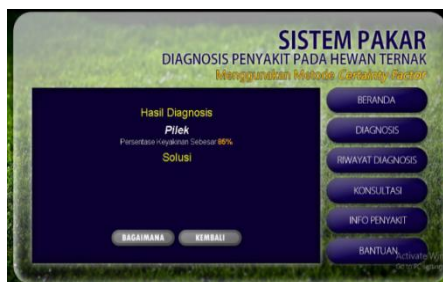 SISTEM PAKAR
DIAGNOSIS PENYAKIT PADA HEWAN TERNAK
Menggunakan Metode Certainty Factor
Hasil Diagnosis
Pilek
Persentase Keyakinan Sebesar 86%
Solusi
BAGAIMANA
KEMBALI
BERANDA
DIAGNOSIS
RIWAYAT DIAGNOSIS
KONSULTASI
INFO PENYAKIT
BANTUAN
Activate